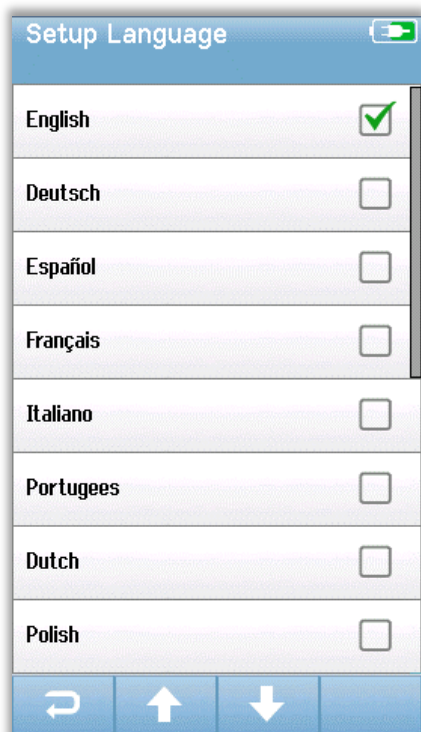 Setup Language
English
Deutsch
Español
Français
Italiano
Portugees
Dutch
Polish